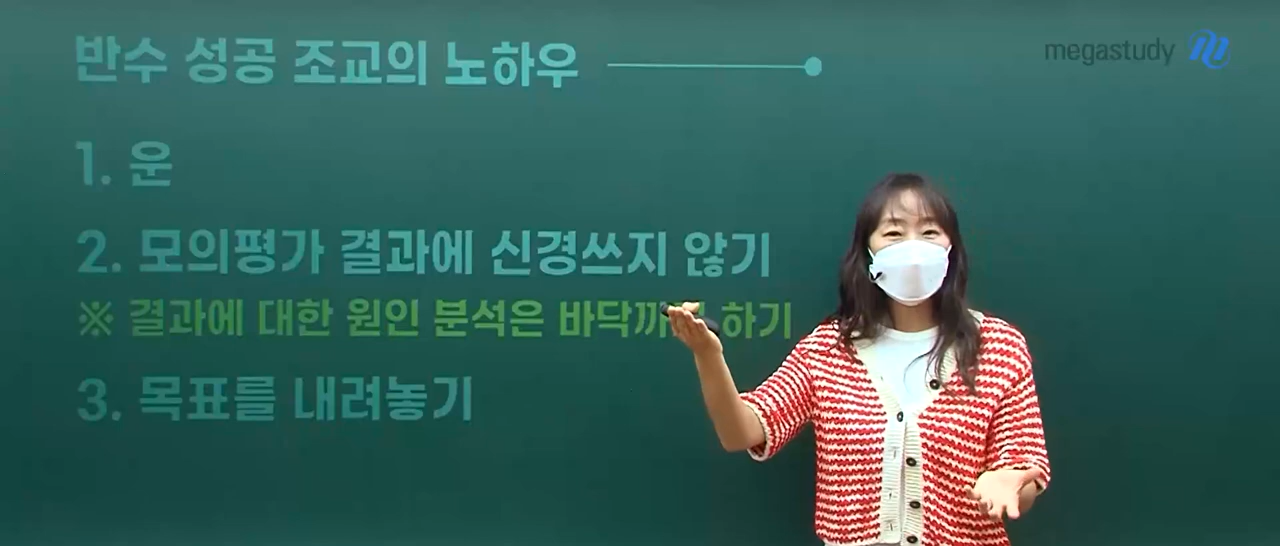 반수 성공 조교의 노하우
megastudy
1. 운
2. 모의평가 결과에 신경쓰지 않기
※ 결과에 대한 원인 분석은 하기
3. 목표를 내려놓기